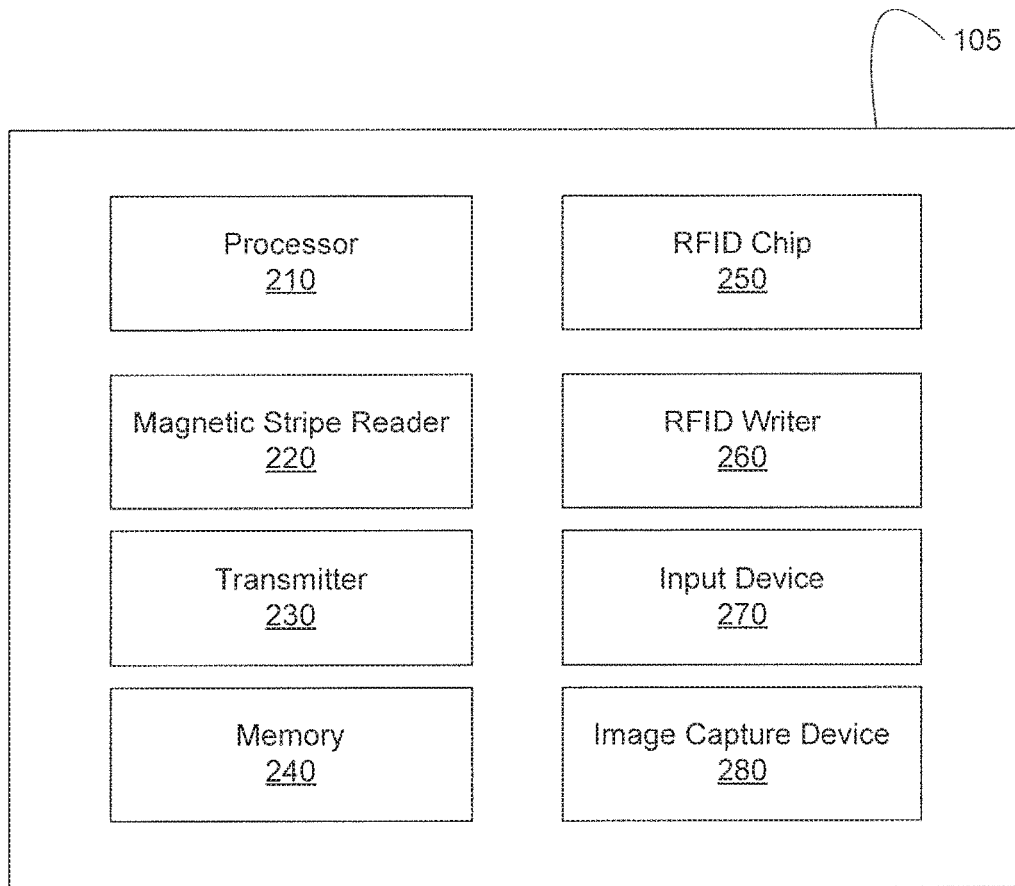 105
Processor
210
RFID Chip
250
Magnetic Stripe Reader
220
RFID Writer
260
Transmitter
230
Input Device
270
Memory
240
Image Capture Device
280